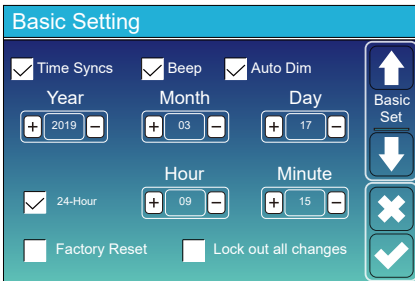 Basic Setting
Time Syncs Beep Auto Dim
Year Month Day
+ 2019 − + 03 − + 17 −
Basic
Set
Hour Minute
24-Hour + 09 − + 15 −
Factory Reset Lock out all changes